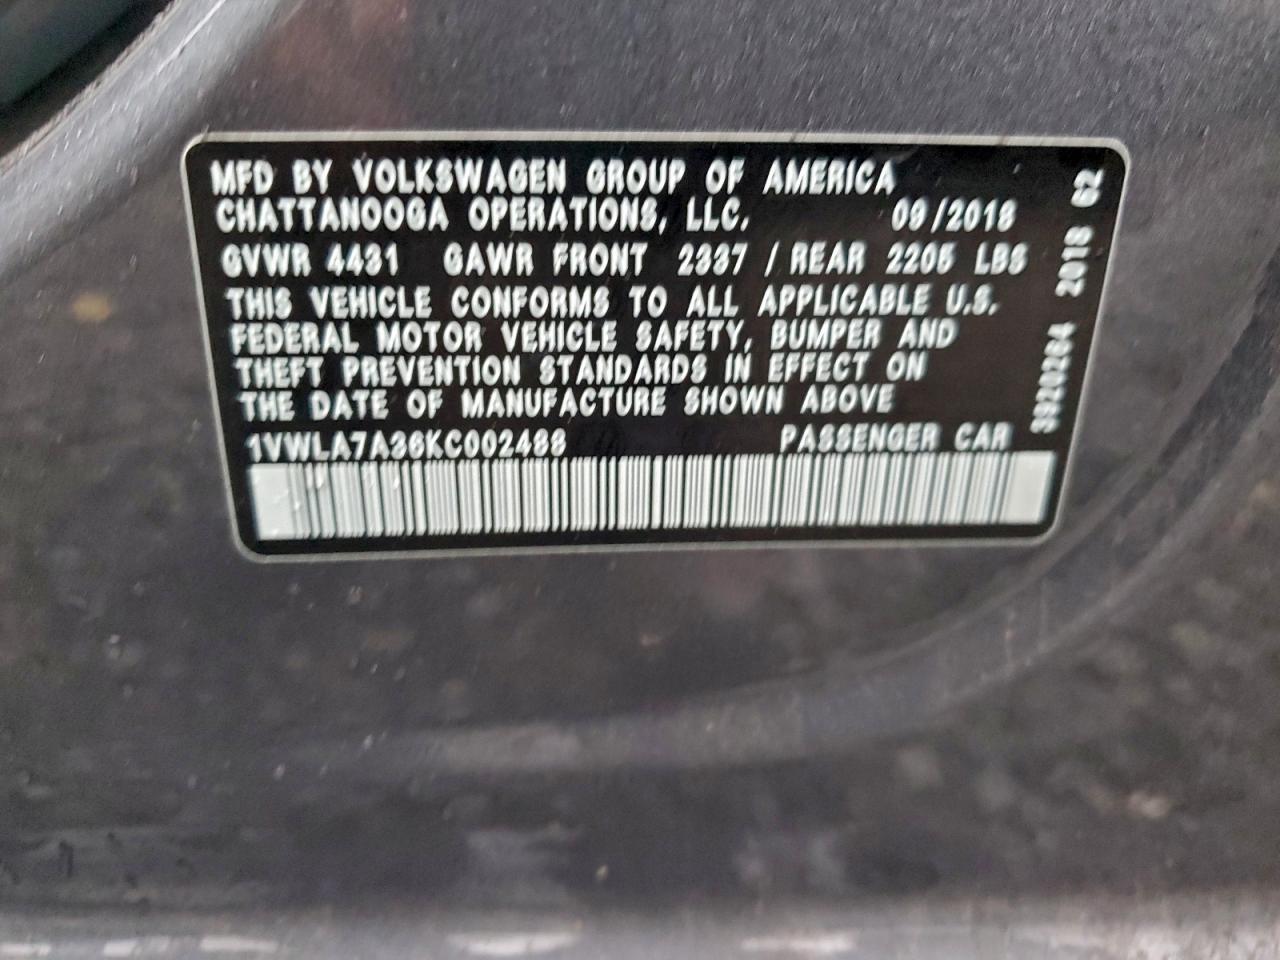 MFD BY VOLKSWAGEN GROUP OF AMERICA
CHATTANOOGA OPERATIONS, LLC. 09/2018
GVWR 4431 GAWR FRONT 2337 / REAR 2205 LBS
THIS VEHICLE CONFORMS TO ALL APPLICABLE U.S.
FEDERAL MOTOR VEHICLE SAFETY, BUMPER AND
THEFT PREVENTION STANDARDS IN EFFECT ON
THE DATE OF MANUFACTURE SHOWN ABOVE
1VWLA7A36KC002488 PASSENGER CAR
3920264 2018 62